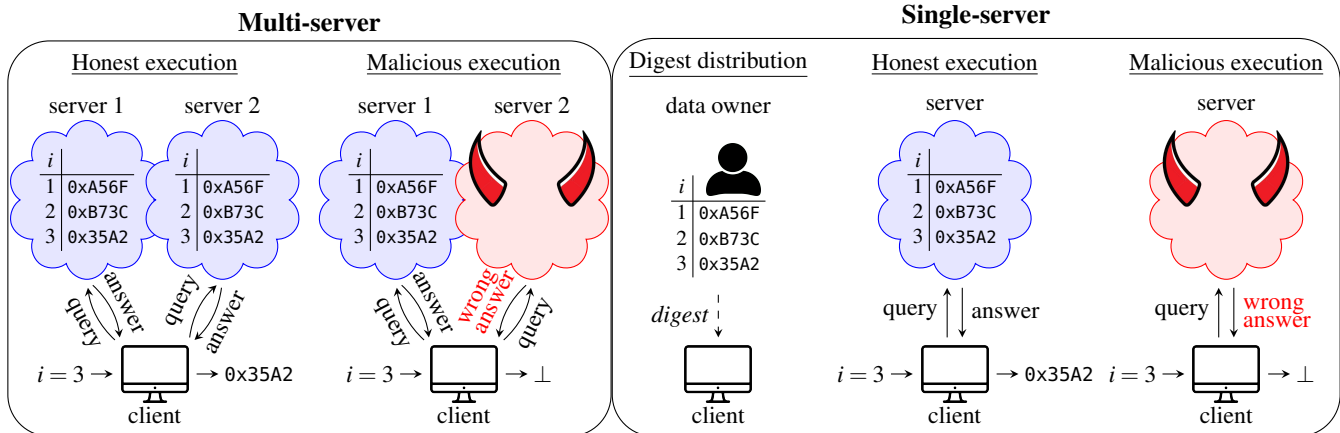 Multi-server
Honest execution
server 1 server 2
i
1 0xA56F
2 0xB73C
3 0x35A2
i
1 0xA56F
2 0xB73C
3 0x35A2
query
answer
query
answer
i = 3 → → 0x35A2
client
Malicious execution
server 1 server 2
i
1 0xA56F
2 0xB73C
3 0x35A2
query
answer
wrong
answer
query
i = 3 → → ⊥
client
Single-server
Digest distribution
data owner
i
1 0xA56F
2 0xB73C
3 0x35A2
digest
client
Honest execution
server
i
1 0xA56F
2 0xB73C
3 0x35A2
query answer
i = 3 → → 0x35A2
client
Malicious execution
server
query
wrong
answer
i = 3 → → ⊥
client